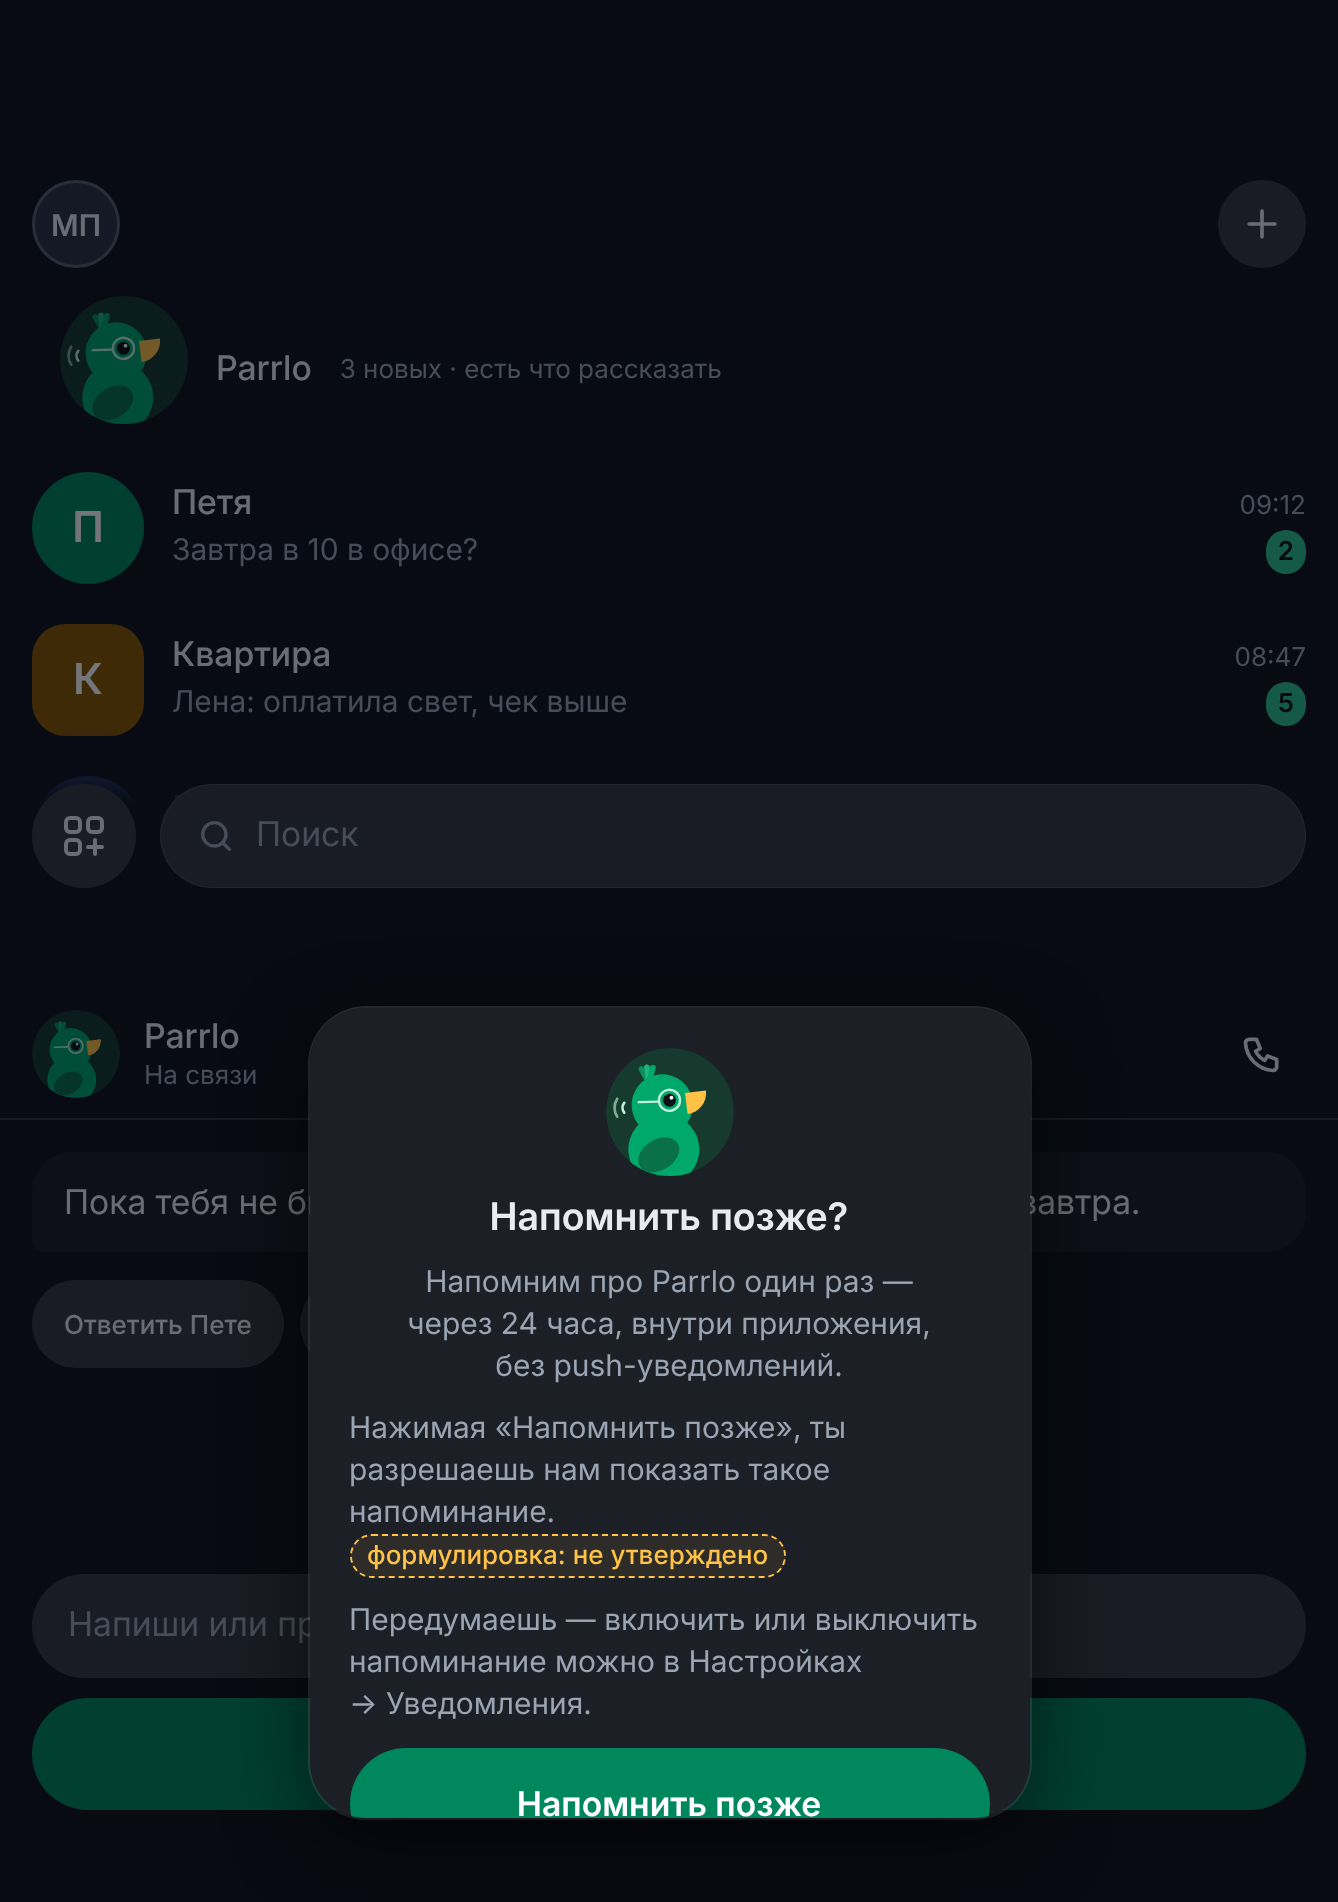 МП
Parrlo 3 новых · есть что рассказать
П
Петя
09:12
Завтра в 10 в офисе?
2
К
Квартира
08:47
Лена: оплатила свет, чек выше
5
Поиск
Parrlo
На связи
Напомнить позже?
Пока тебя не завтра.
Напомним про Parrlo один раз —
через 24 часа, внутри приложения,
без push-уведомлений.
Ответить Пете
Нажимая «Напомнить позже», ты
разрешаешь нам показать такое
напоминание.
формулировка: не утверждено
Передумаешь — включить или выключить
напоминание можно в Настройках
→ Уведомления.
Напиши или
Напомнить позже